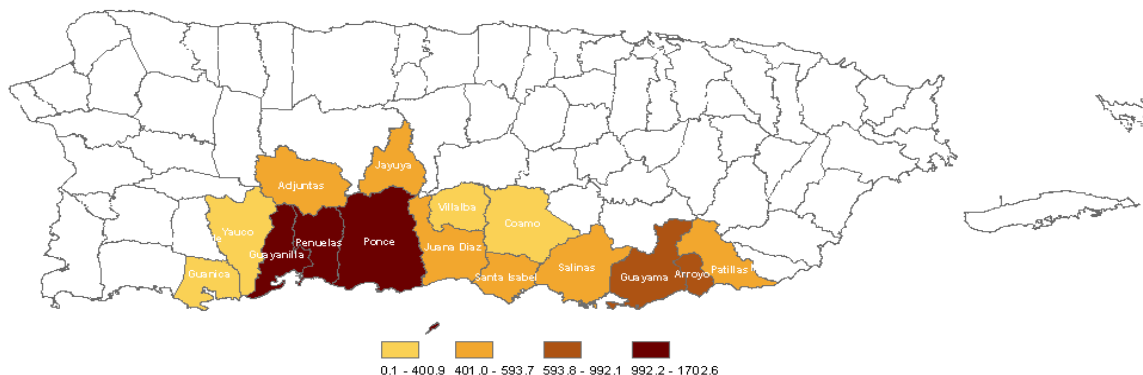 Jayuya
Adjuntas
Villalba
Coamo
Yauco
Penuelas
Ponce
Juana Diaz
Guayanilla
Guanica
Santa Isabel
Salinas
Guayama
Arroyo
Patillas
0.1 - 400.9
401.0 - 593.7
593.8 - 992.1
992.2 - 1702.6